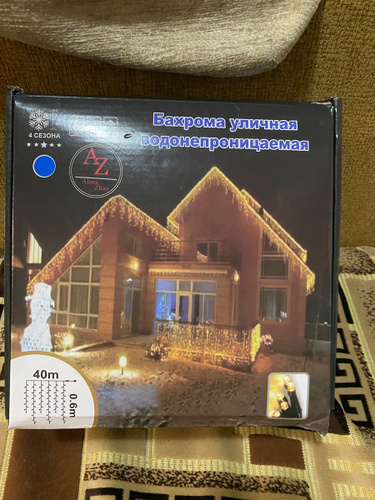 4 СЕЗОНА
Бахрома уличная
водонепроницаемая
AZ
40m
0.6m